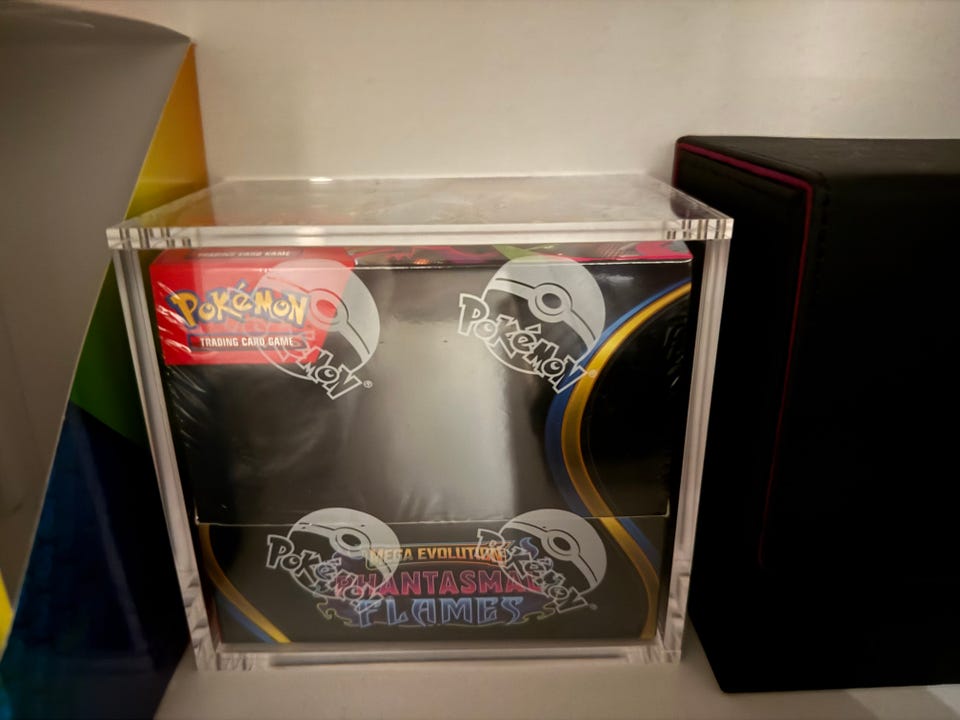 TRADING CARD GAME
POKéMON
TRADING CARD GAME
POKéMON
®
POKéMON
POKéMON
POKéMON
MEGA EVOLUTION
PHANTASMAL
FLAMES